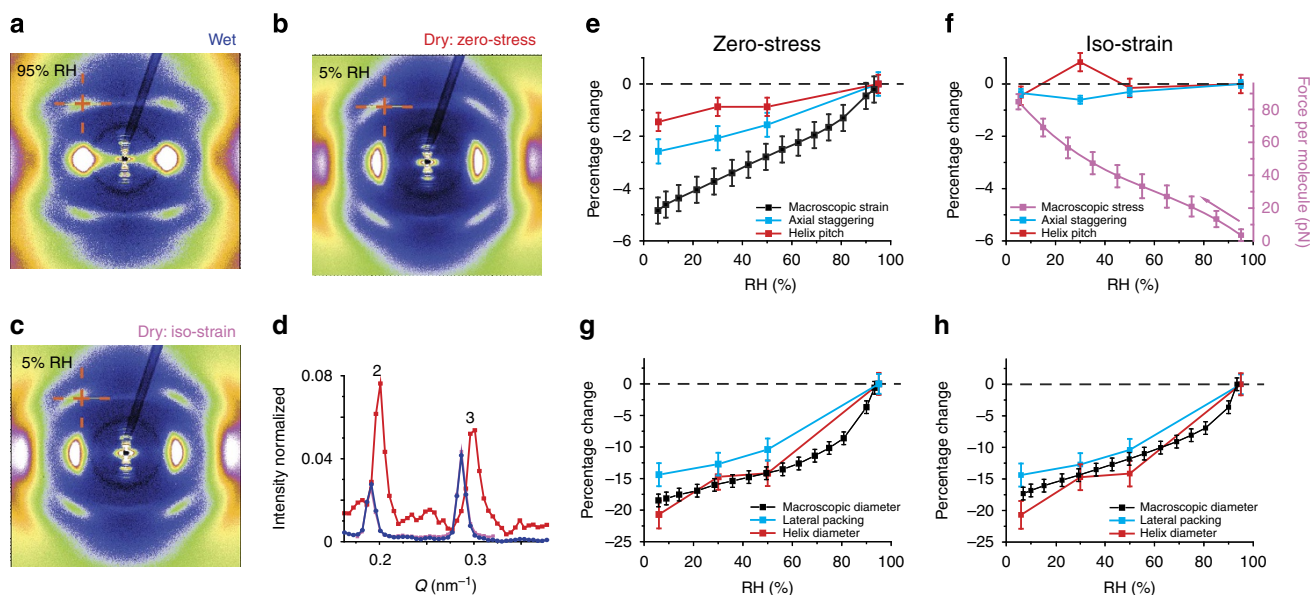 a
Wet
95% RH
b
Dry: zero-stress
5% RH
c
Dry: iso-strain
5% RH
d
Intensity normalized
0.08
0.04
0
2
3
0.2
0.3
Q (nm⁻¹)
e
Zero-stress
Percentage change
0
−2
−4
−6
Macroscopic strain
Axial staggering
Helix pitch
0
20
40
60
80
100
RH (%)
f
Iso-strain
Percentage change
0
−2
−4
−6
Macroscopic stress
Axial staggering
Helix pitch
80
60
40
20
0
Force per molecule (pN)
0
20
40
60
80
100
RH (%)
g
Percentage change
0
−5
−10
−15
−20
−25
Macroscopic diameter
Lateral packing
Helix diameter
0
20
40
60
80
100
RH (%)
h
Percentage change
0
−5
−10
−15
−20
−25
Macroscopic diameter
Lateral packing
Helix diameter
0
20
40
60
80
100
RH (%)